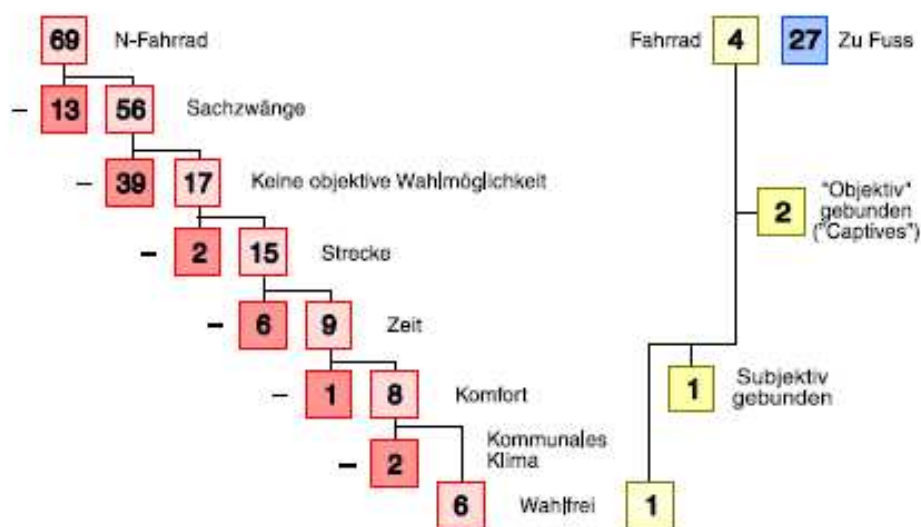 69 N-Fahrrad Fahrrad 4 27 Zu Fuss
– 13 56 Sachzwänge
– 39 17 Keine objektive Wahlmöglichkeit
"Objektiv"
2 gebunden
("Captives")
– 2 15 Strecke
– 6 9 Zeit
– 1 8 Komfort
1 Subjektiv
gebunden
Kommunales
– 2 Klima
6 Wahlfrei 1